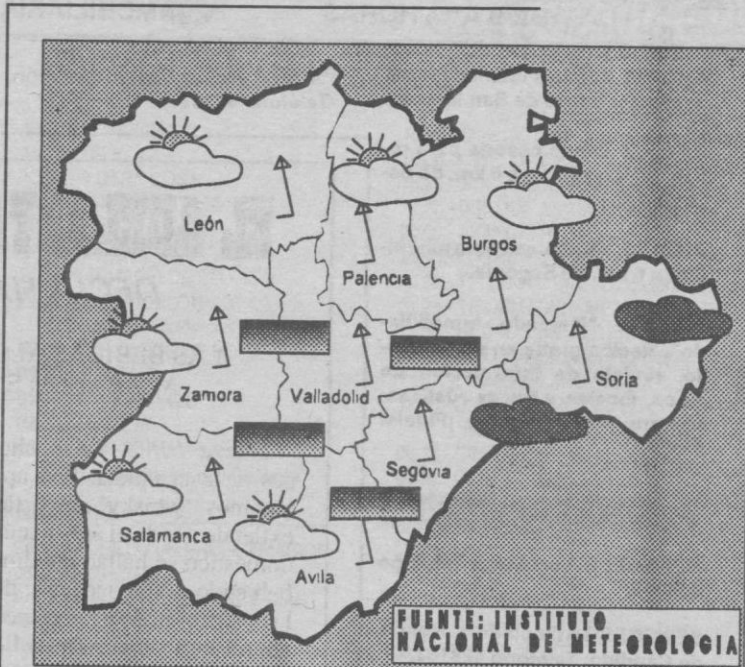 León
Burgos
Palencia
Zamora
Valladolid
Soria
Segovia
Salamanca
Avila
FUENTE: INSTITUTO
NACIONAL DE METEOROLOGIA